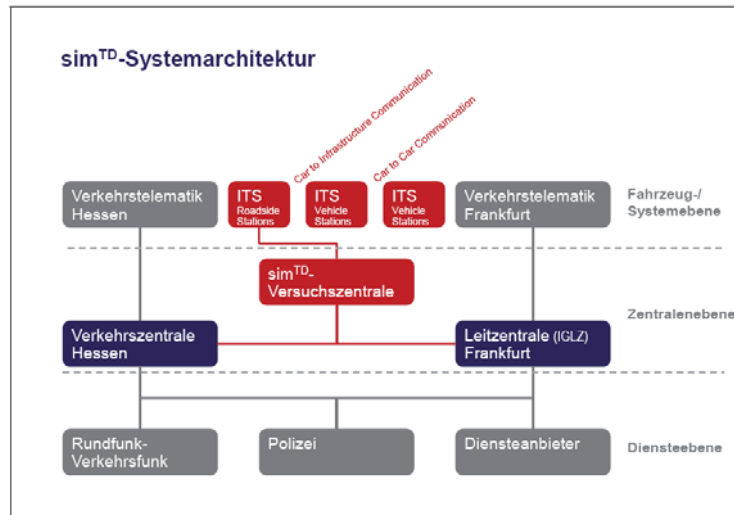 simTD-Systemarchitektur
Car to Infrastructure Communication
Car to Car Communication
Verkehrstelematik
Hessen
ITS
Roadside
Stations
ITS
Vehicle
Stations
ITS
Vehicle
Stations
Verkehrstelematik
Frankfurt
Fahrzeug-/
Systemebene
simTD-
Versuchszentrale
Zentralenebene
Verkehrszentrale
Hessen
Leitzentrale (IGLZ)
Frankfurt
Rundfunk-
Verkehrsfunk
Polizei
Diensteanbieter
Diensteebene